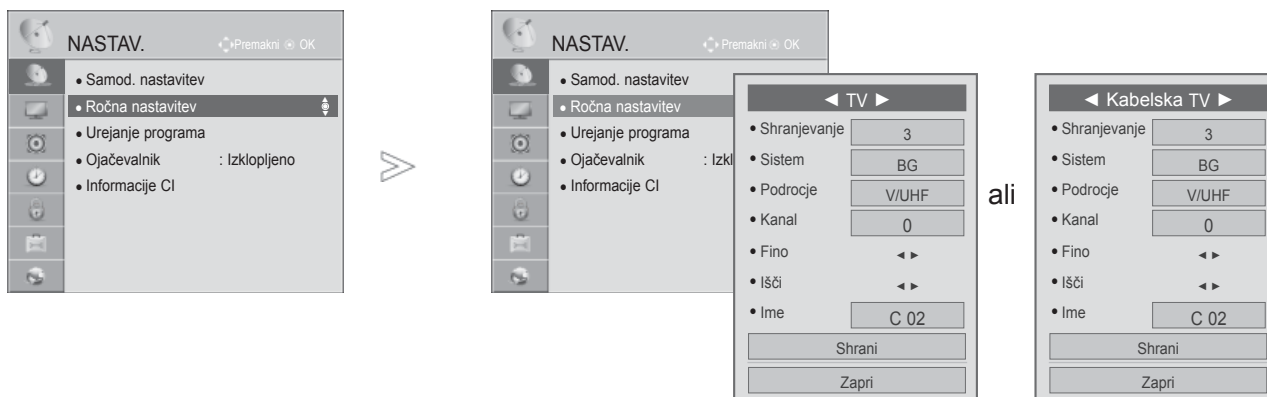 NASTAV.
Premakni OK
• Samod. nastavitev
• Ročna nastavitev
• Urejanje programa
• Ojačevalnik : Izklopljeno
• Informacije CI
NASTAV.
Premakni OK
• Samod. nastavitev
• Ročna nastavitev
• Urejanje programa
• Ojačevalnik : Izkl
• Informacije CI
◄ TV ►
• Shranjevanje 3
• Sistem BG
• Podrocje V/UHF
• Kanal 0
• Fino ◄ ►
• Išči ◄ ►
• Ime C 02
Shrani
Zapri
ali
◄ Kabelska TV ►
• Shranjevanje 3
• Sistem BG
• Podrocje V/UHF
• Kanal 0
• Fino ◄ ►
• Išči ◄ ►
• Ime C 02
Shrani
Zapri